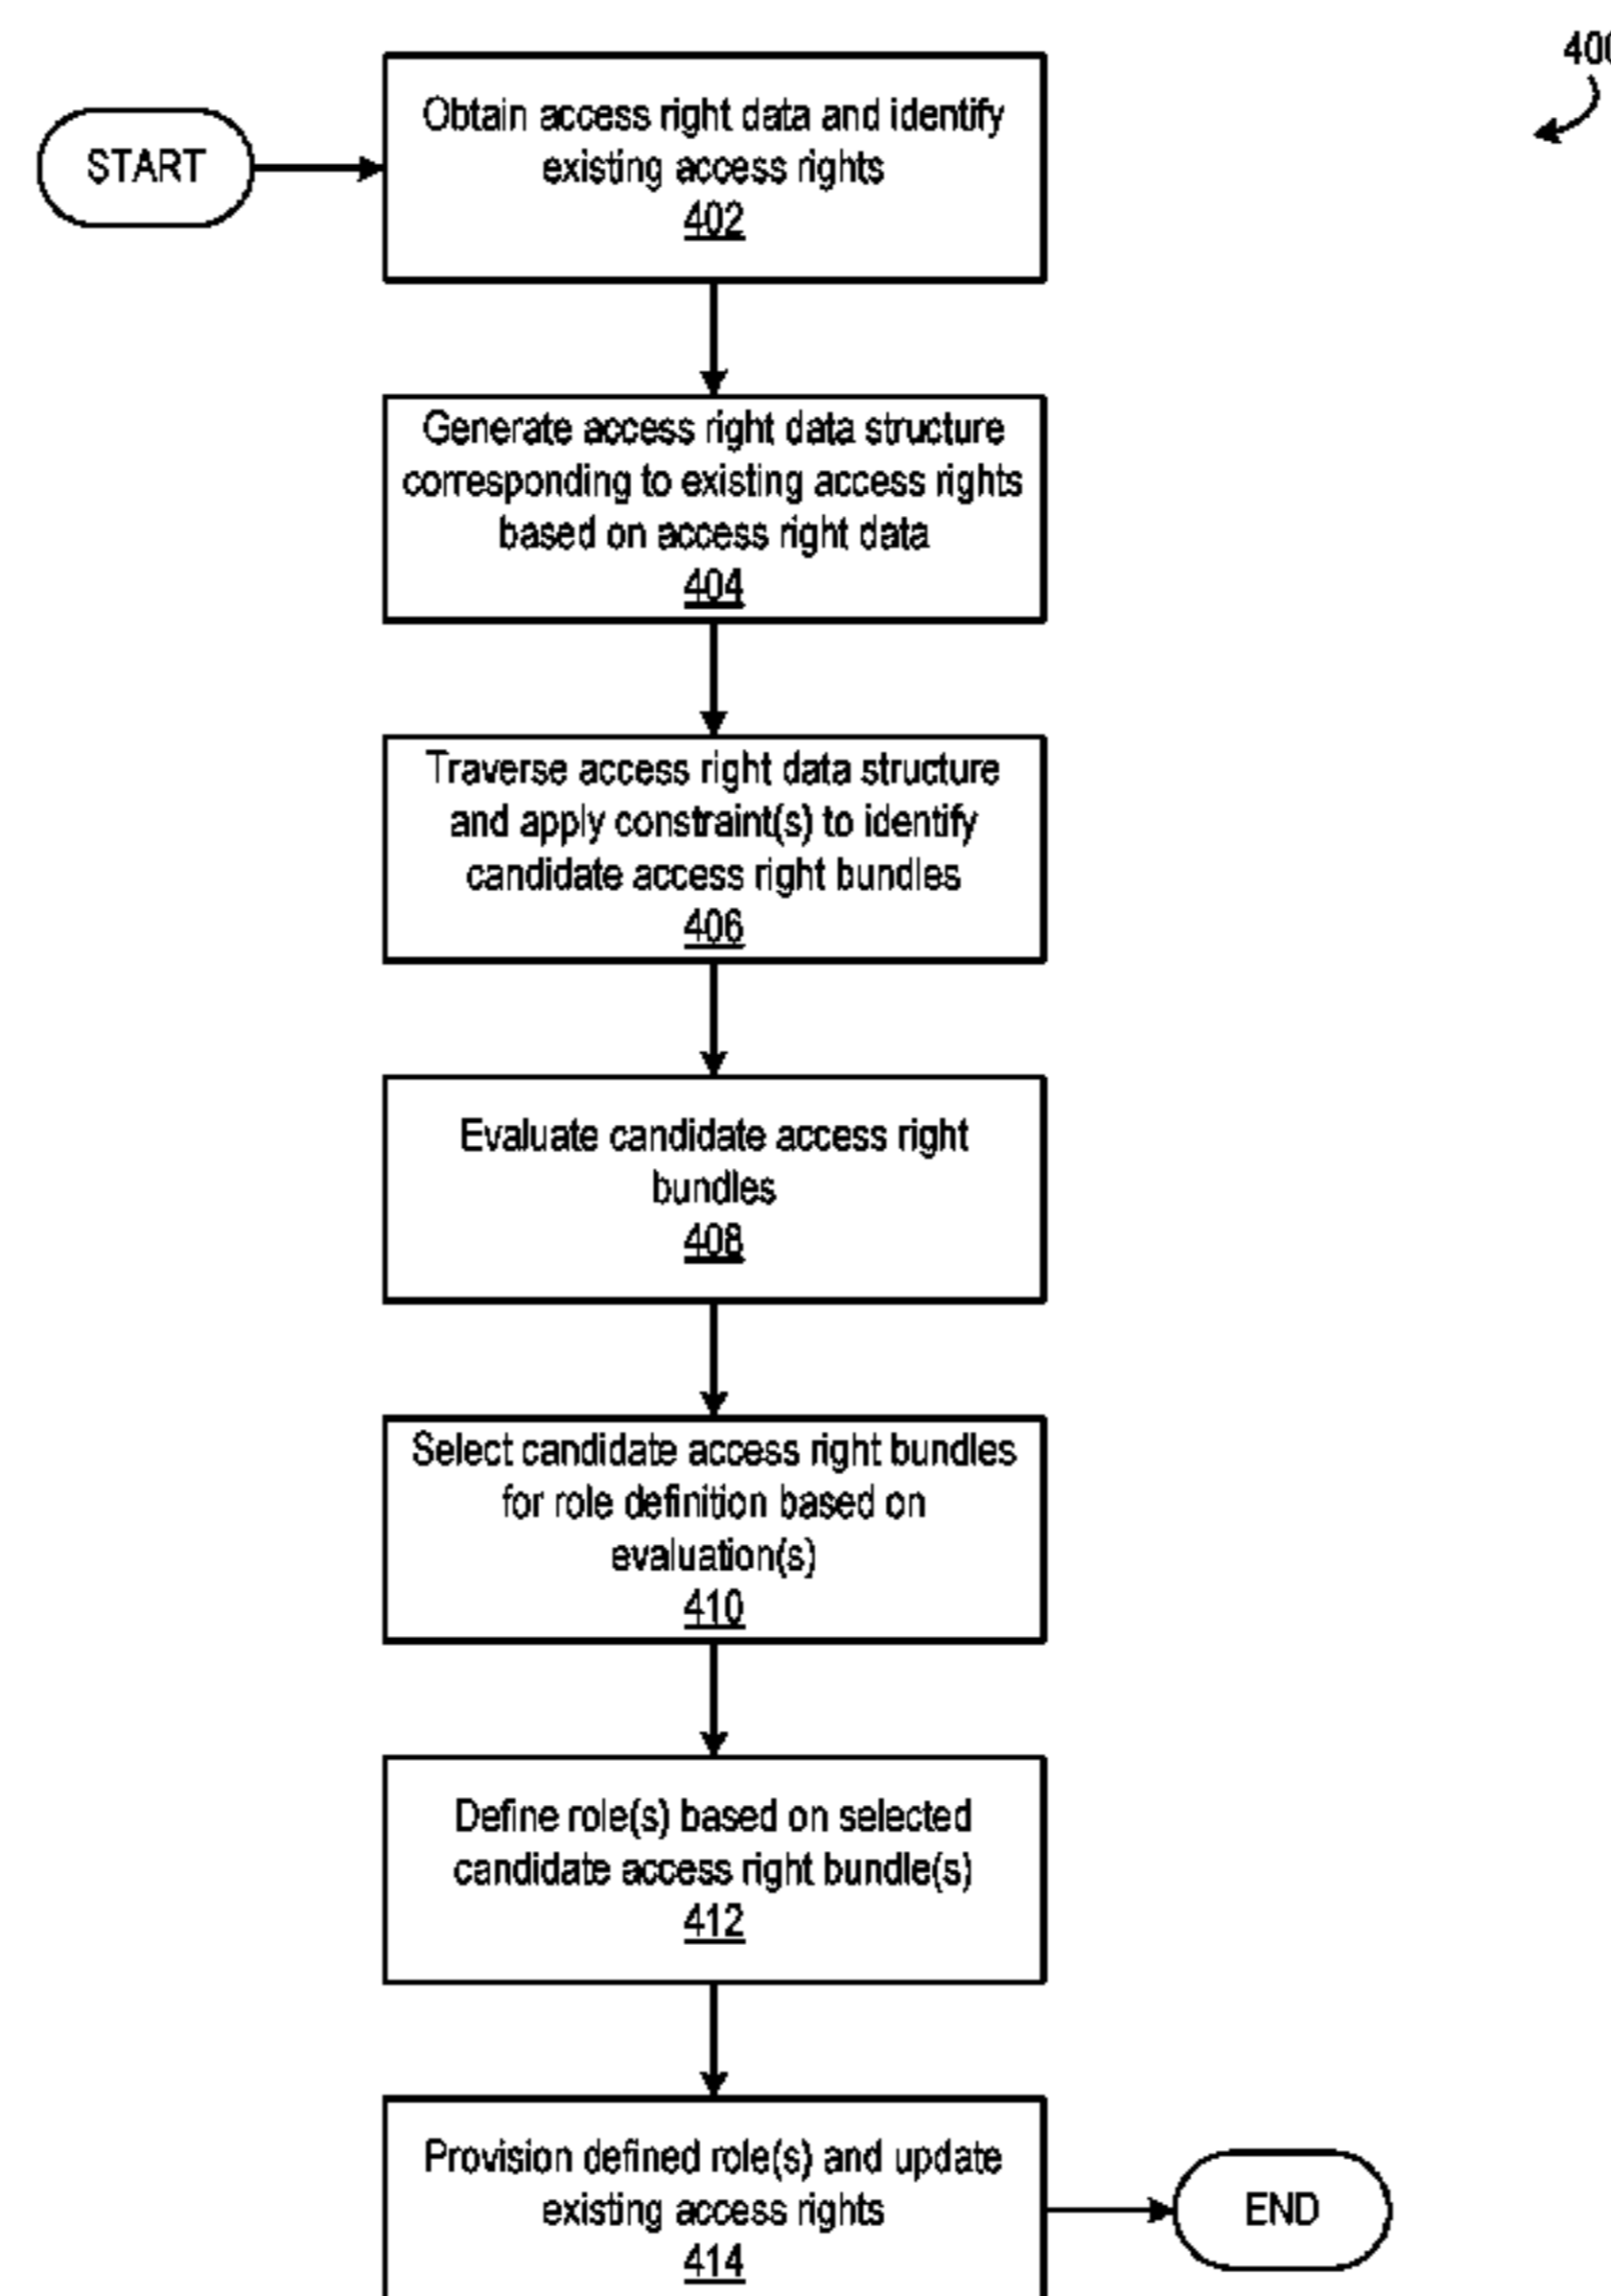 400
START
Obtain access right data and identify
existing access rights
402
Generate access right data structure
corresponding to existing access rights
based on access right data
404
Traverse access right data structure
and apply constraint(s) to identify
candidate access right bundles
406
Evaluate candidate access right
bundles
408
Select candidate access right bundles
for role definition based on
evaluation(s)
410
Define role(s) based on selected
candidate access right bundle(s)
412
Provision defined role(s) and update
existing access rights
414
END